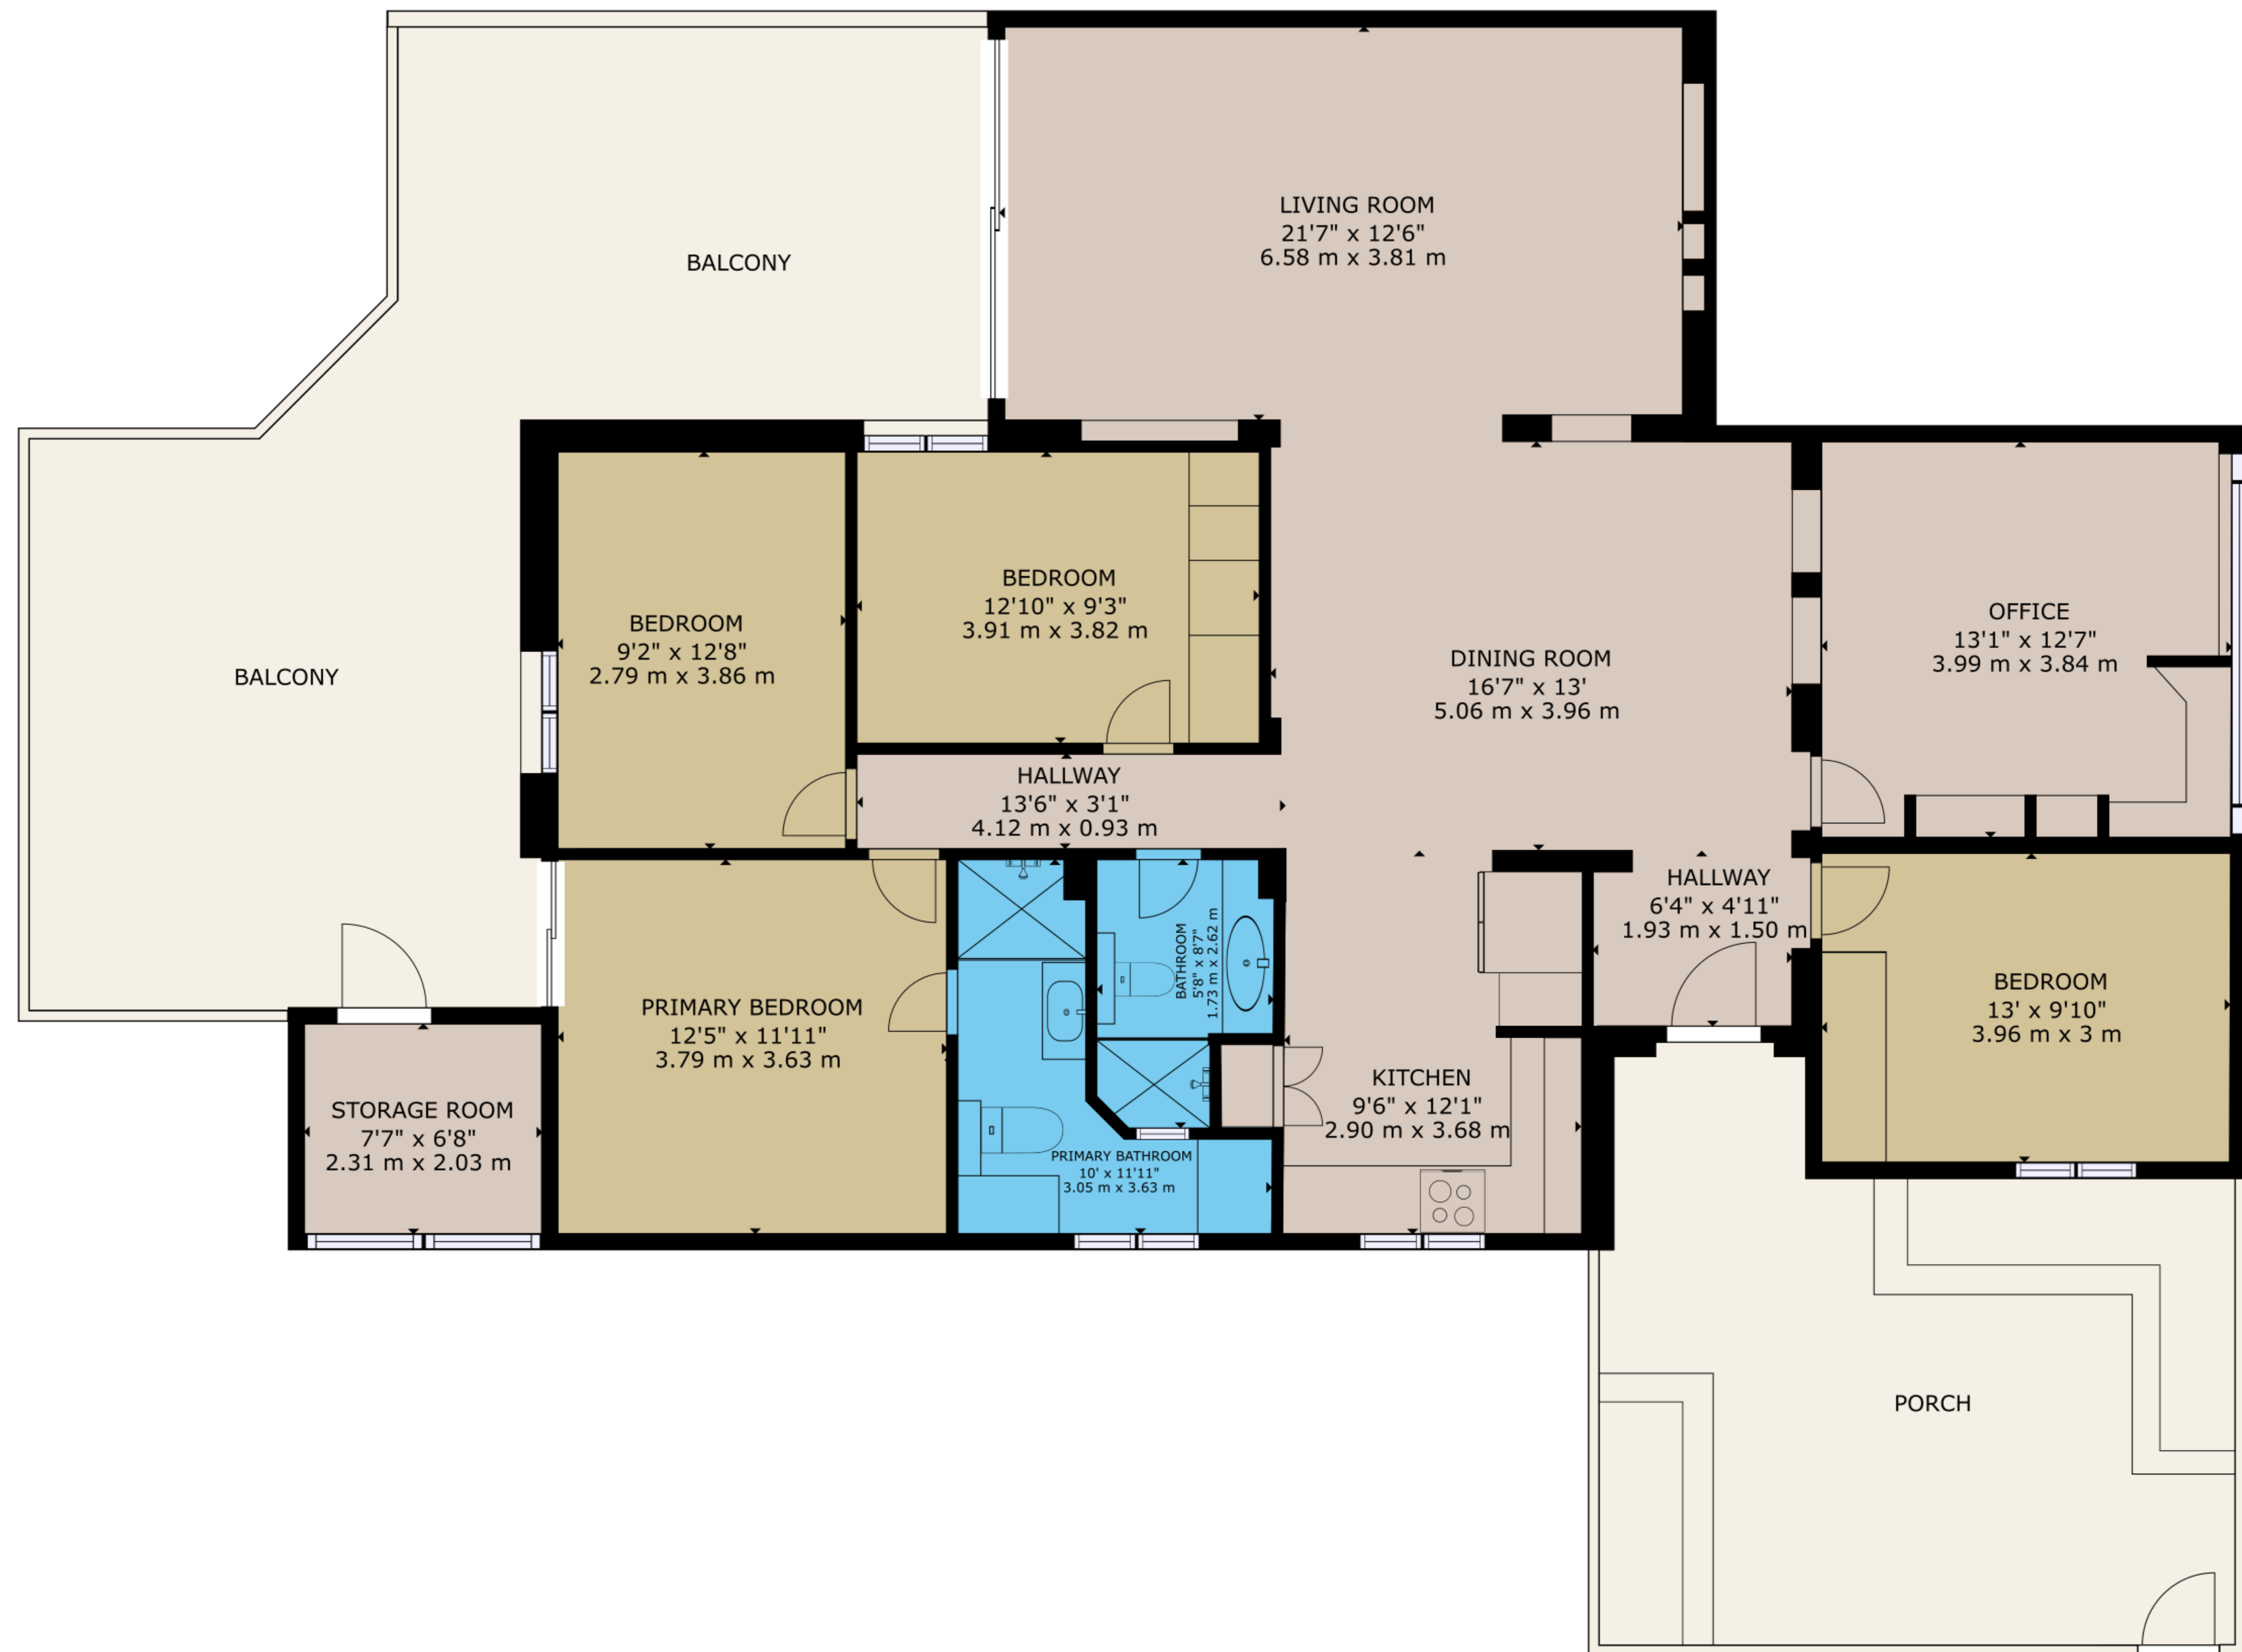 LIVING ROOM
21'7" x 12'6"
6.58 m x 3.81 m
BALCONY
BEDROOM
12'10" x 9'3"
3.91 m x 3.82 m
OFFICE
13'1" x 12'7"
3.99 m x 3.84 m
BEDROOM
9'2" x 12'8"
2.79 m x 3.86 m
DINING ROOM
16'7" x 13'
5.06 m x 3.96 m
BALCONY
HALLWAY
13'6" x 3'1"
4.12 m x 0.93 m
HALLWAY
6'4" x 4'11"
1.93 m x 1.50 m
BATHROOM
5'8" x 8'7"
1.73 m x 2.62 m
BEDROOM
13' x 9'10"
3.96 m x 3 m
PRIMARY BEDROOM
12'5" x 11'11"
3.79 m x 3.63 m
KITCHEN
9'6" x 12'1"
2.90 m x 3.68 m
STORAGE ROOM
7'7" x 6'8"
2.31 m x 2.03 m
PRIMARY BATHROOM
10' x 11'11"
3.05 m x 3.63 m
PORCH